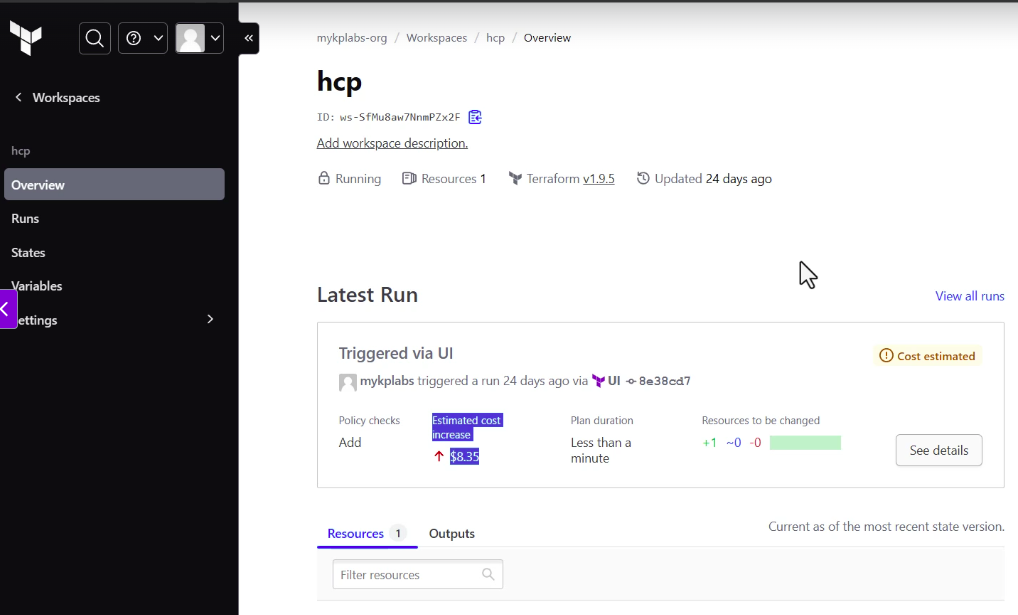 Workspaces
hcp
Overview
Runs
States
Variables
ettings
mykplabs-org / Workspaces / hcp / Overview
hcp
ID: ws-SfMu8aw7NnmPZx2F
Add workspace description.
Running Resources 1 Terraform v1.9.5 Updated 24 days ago
Latest Run
View all runs
Triggered via UI
Cost estimated
mykplabs triggered a run 24 days ago via UI 8e38cd7
Policy checks
Add
Estimated cost
increase
↑ $8.35
Plan duration
Less than a
minute
Resources to be changed
+1 ~0 -0
See details
Resources 1 Outputs
Current as of the most recent state version.
Filter resources